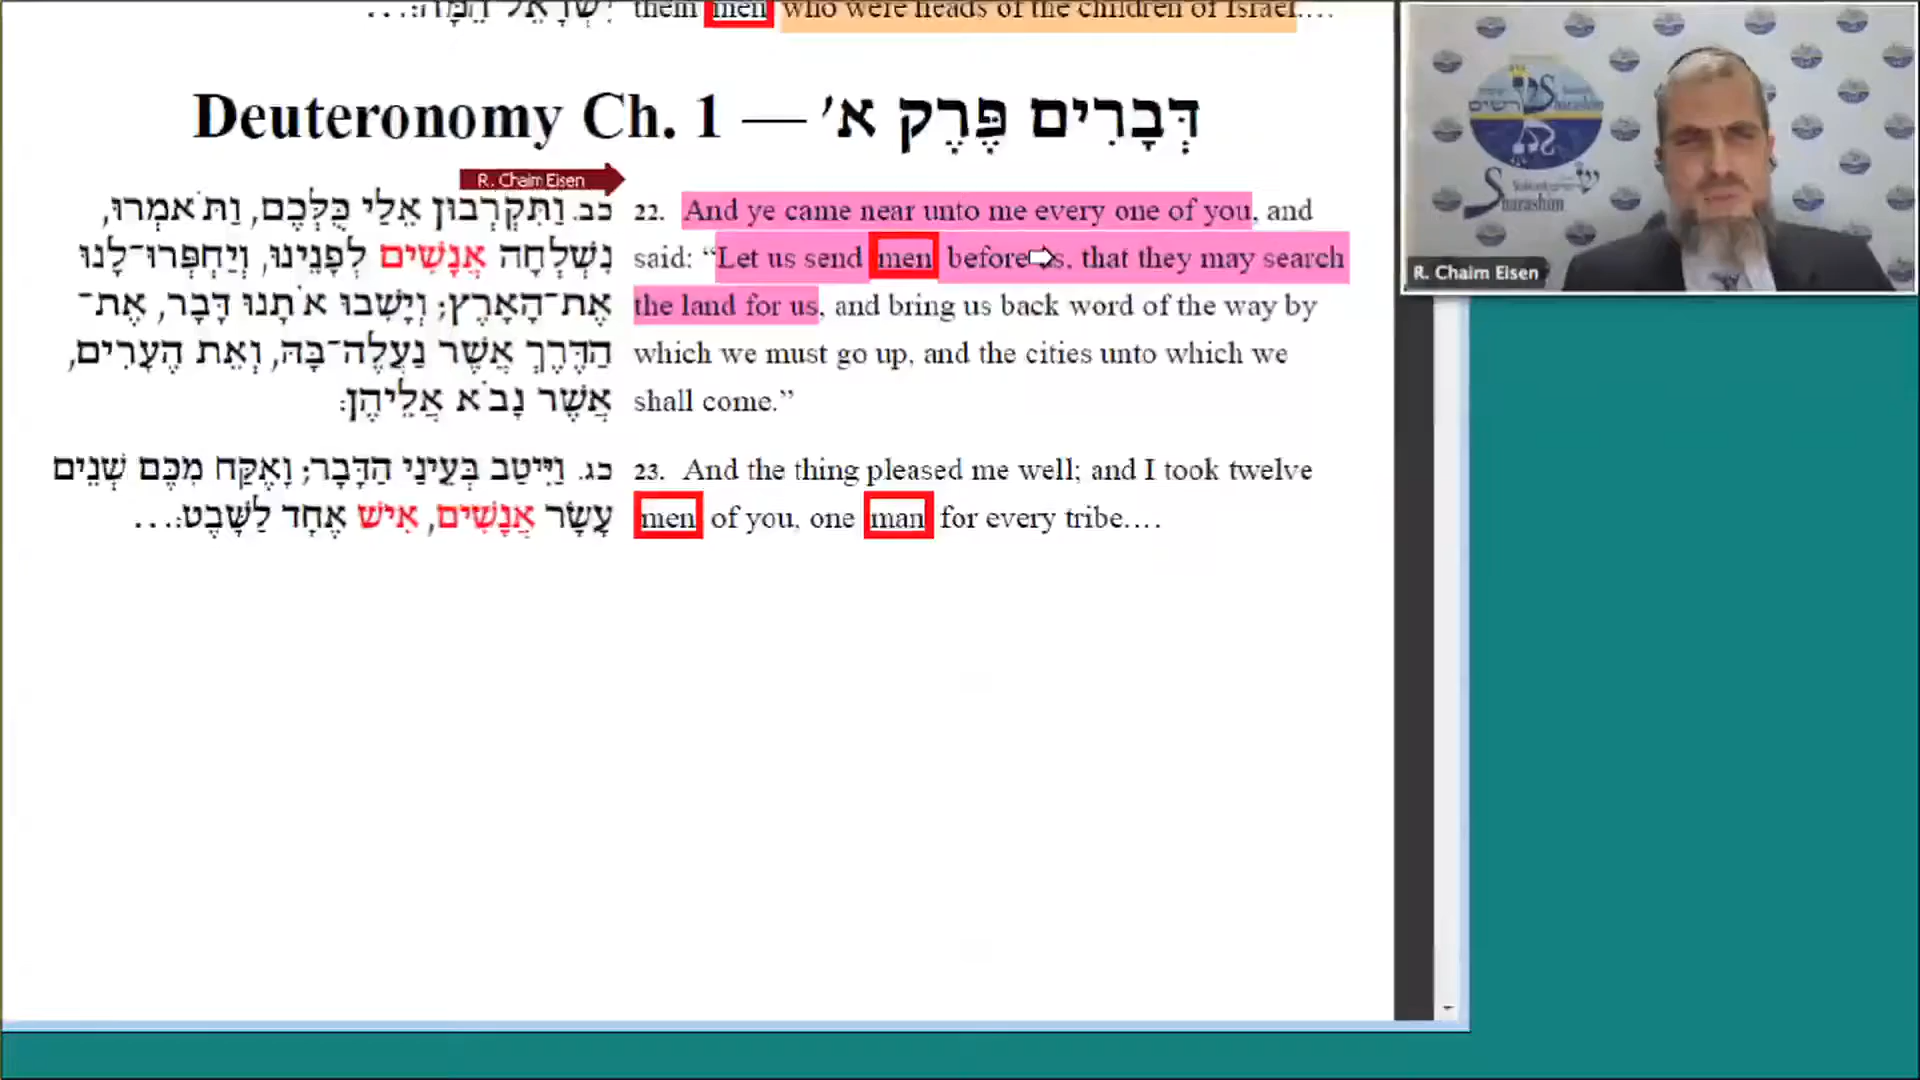 יִשְׂרָאֵל הֵמָּה:...
them men who were heads of the children of Israel....
Deuteronomy Ch. 1 — דְּבָרִים פֶּרֶק א׳
R. Chaim Eisen
כב. וַתִּקְרְבוּן אֵלַי כֻּלְּכֶם, וַתֹּאמְרוּ,
נִשְׁלְחָה אֲנָשִׁים לְפָנֵינוּ, וְיַחְפְּרוּ־לָנוּ
אֶת־הָאָרֶץ; וְיָשִׁבוּ אֹתָנוּ דָּבָר, אֶת־
הַדֶּרֶךְ אֲשֶׁר נַעֲלֶה־בָּהּ, וְאֵת הֶעָרִים,
אֲשֶׁר נָבֹא אֲלֵיהֶן:
22. And ye came near unto me every one of you, and
said: “Let us send men before us, that they may search
the land for us, and bring us back word of the way by
which we must go up, and the cities unto which we
shall come.”
כג. וַיִּיטַב בְּעֵינַי הַדָּבָר; וָאֶקַּח מִכֶּם שְׁנֵים
עָשָׂר אֲנָשִׁים, אִישׁ אֶחָד לַשָּׁבֶט:...
23. And the thing pleased me well; and I took twelve
men of you, one man for every tribe....
R. Chaim Eisen